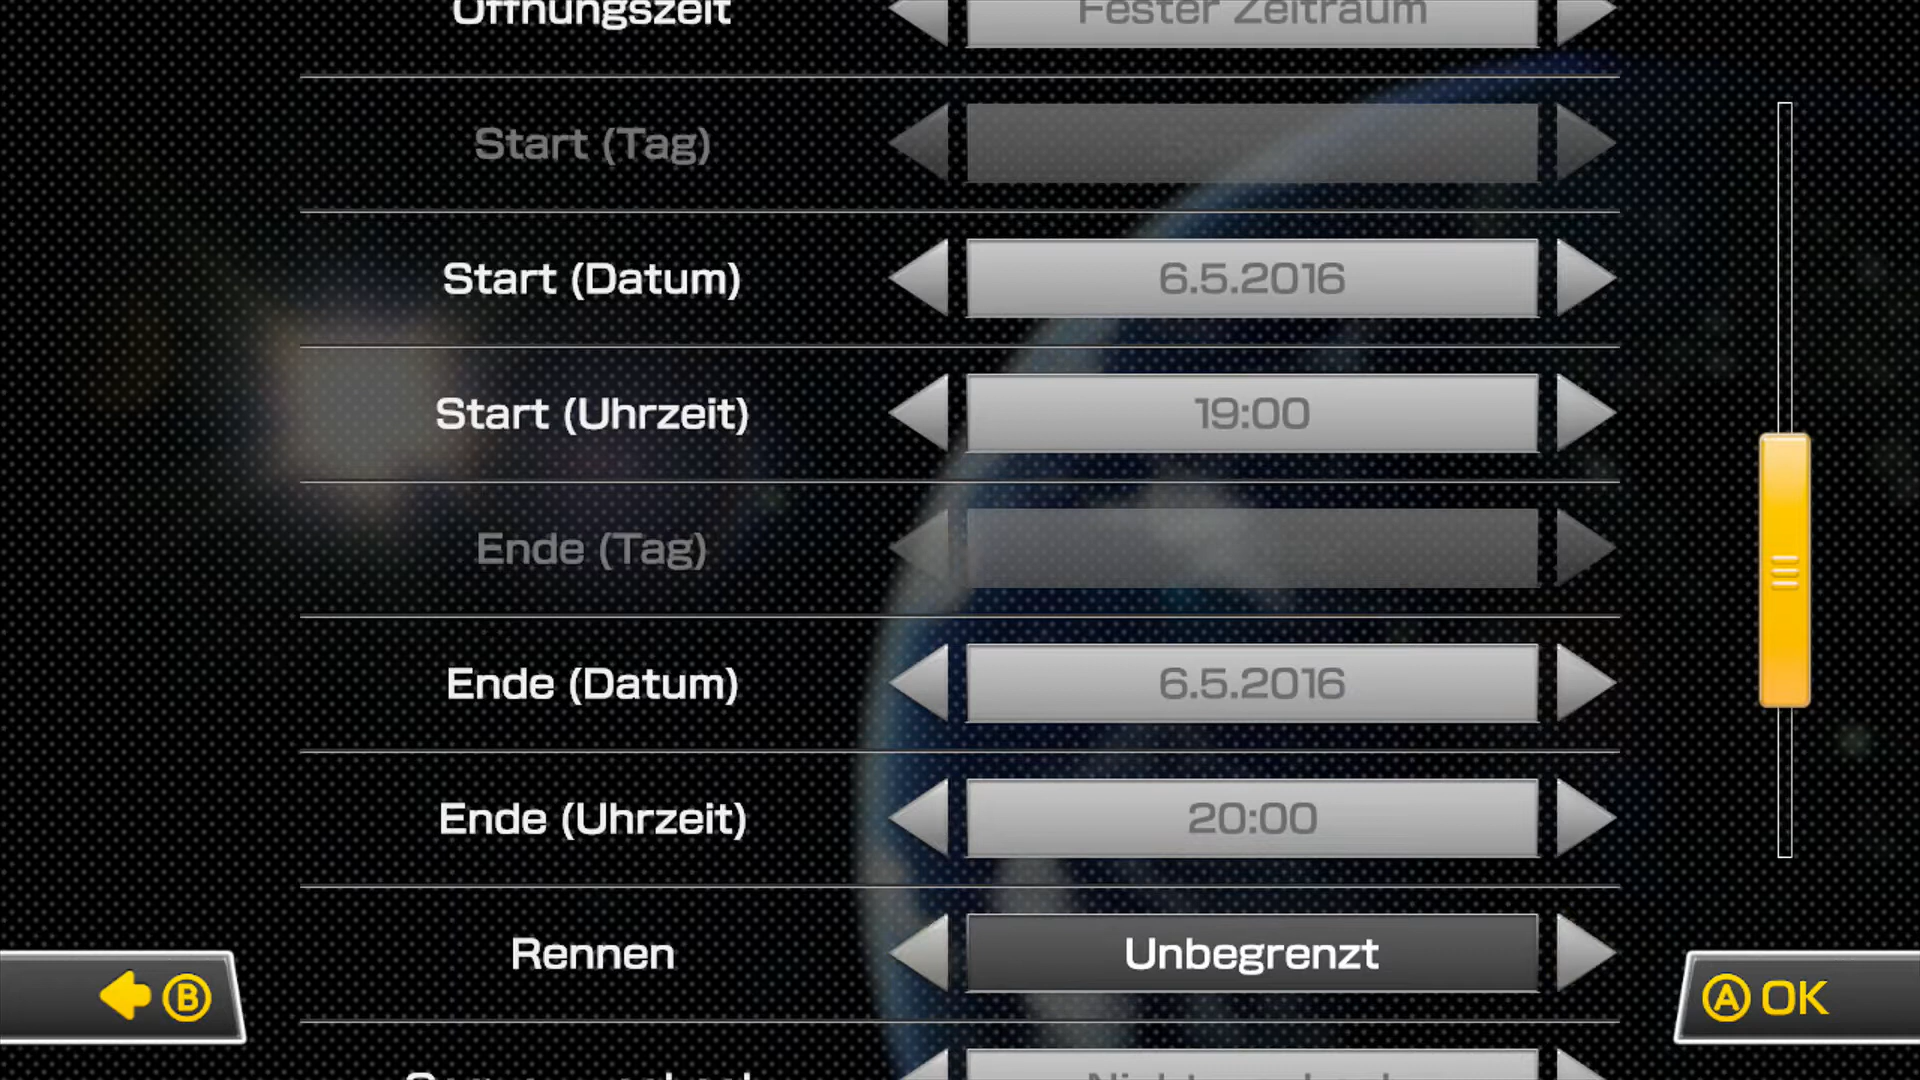 Öffnungszeit Fester Zeitraum
Start (Tag)
Start (Datum) 6.5.2016
Start (Uhrzeit) 19:00
Ende (Tag)
Ende (Datum) 6.5.2016
Ende (Uhrzeit) 20:00
Rennen Unbegrenzt
B
A OK